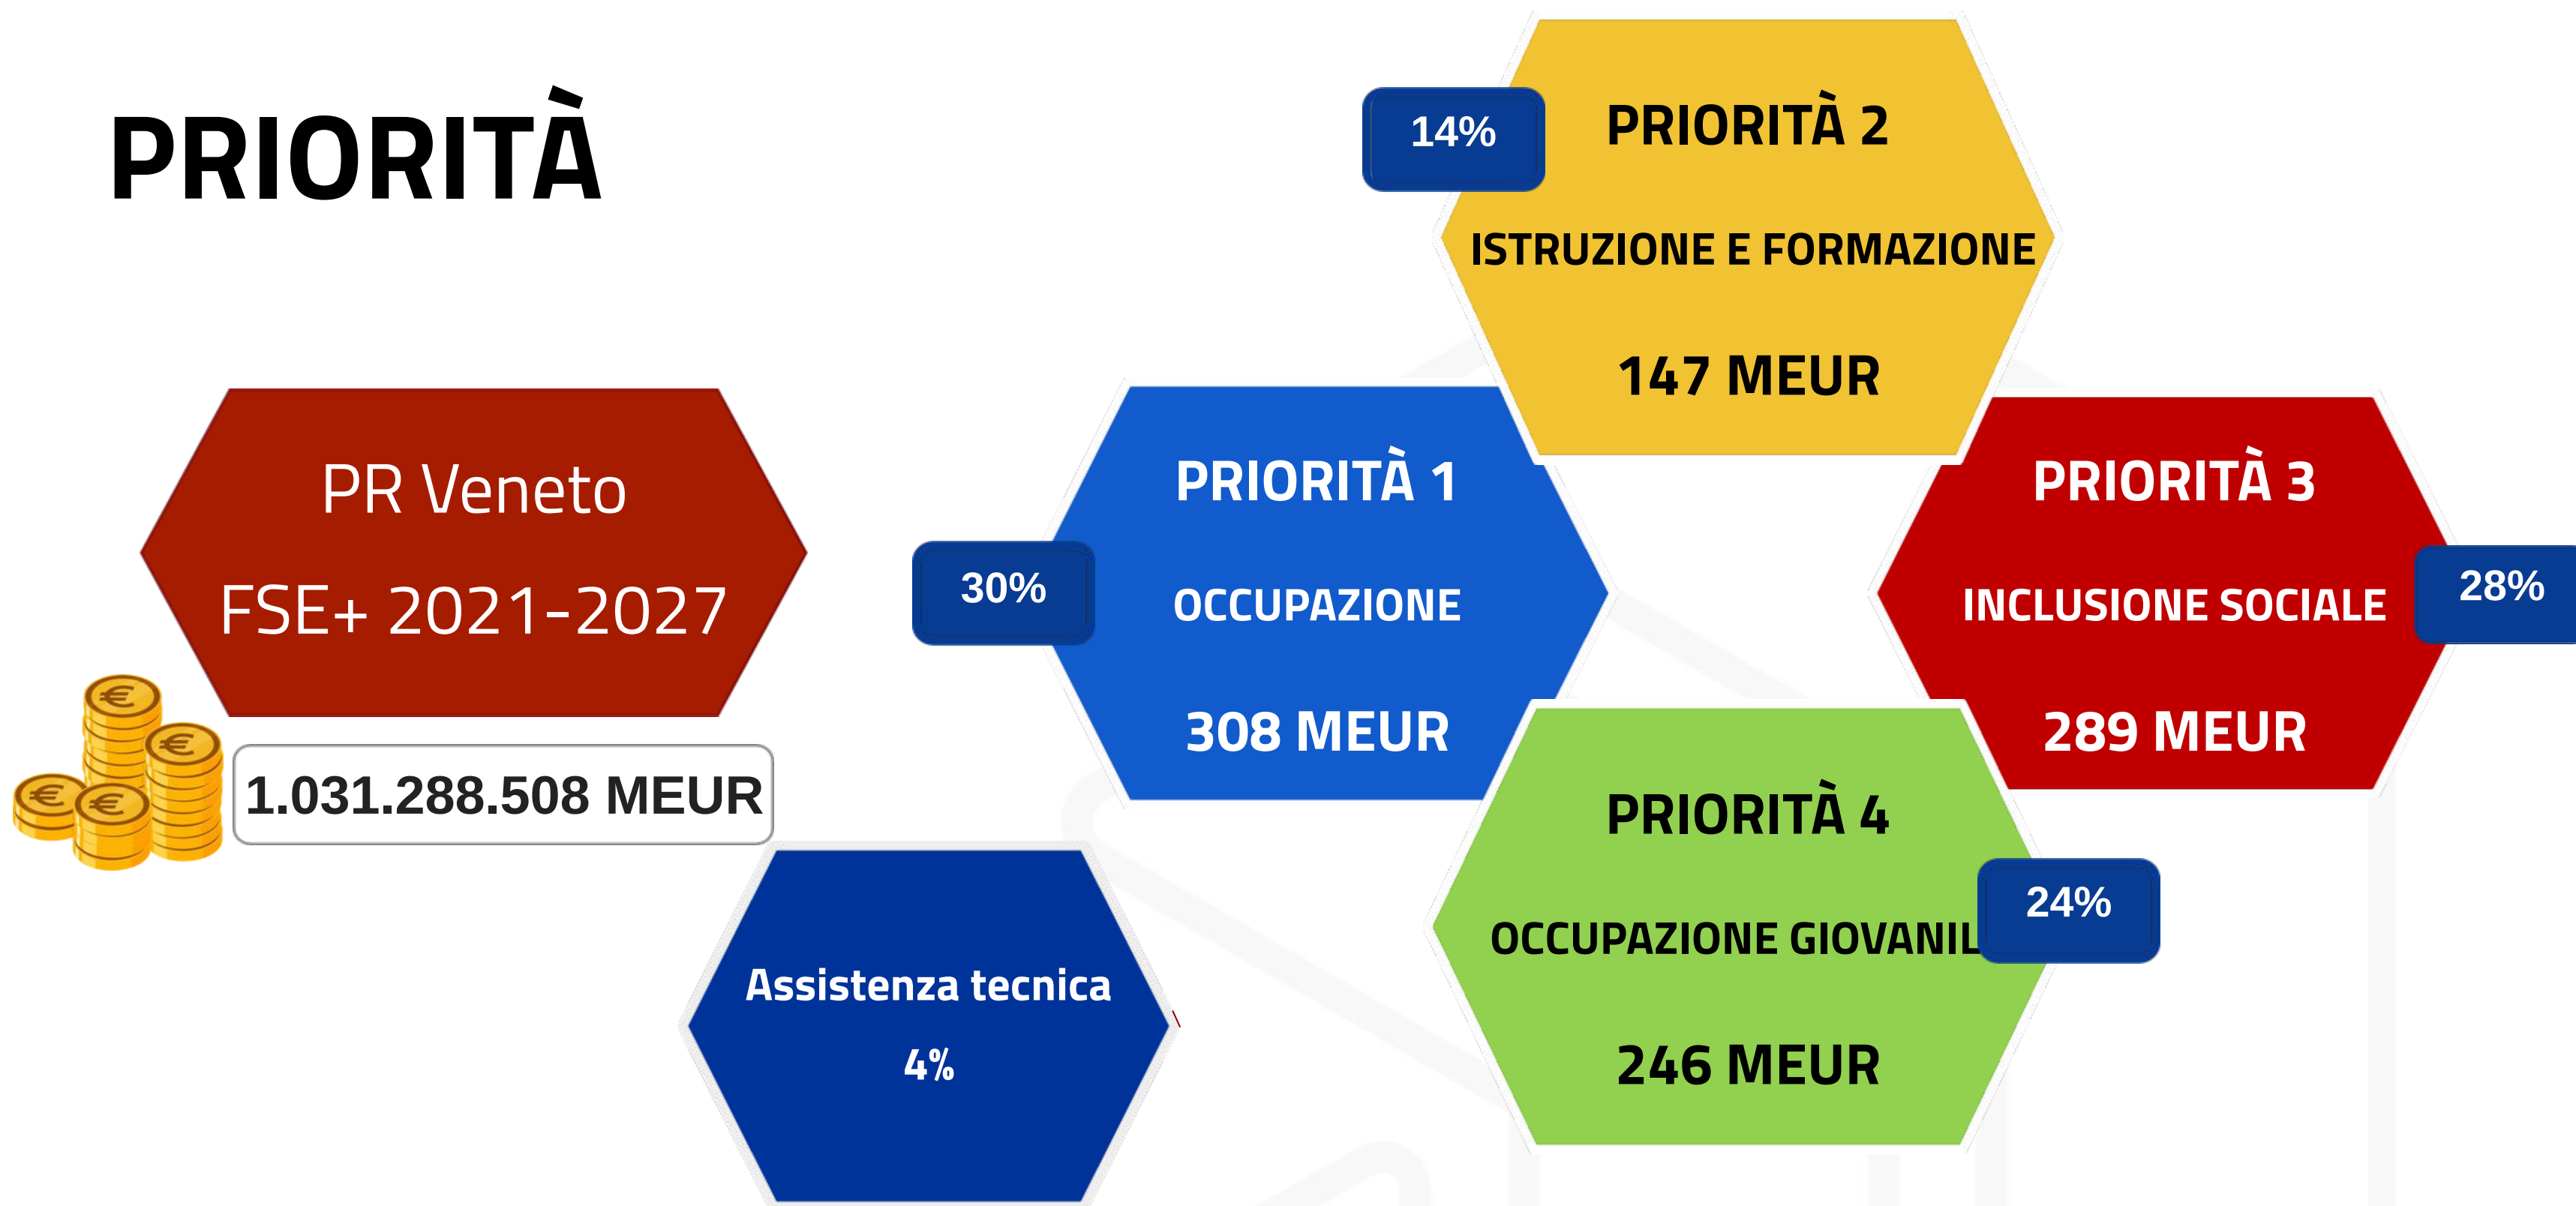 PRIORITÀ
PR Veneto
FSE+ 2021-2027
1.031.288.508 MEUR
Assistenza tecnica
4%
30%
PRIORITÀ 1
OCCUPAZIONE
308 MEUR
14%
PRIORITÀ 2
ISTRUZIONE E FORMAZIONE
147 MEUR
PRIORITÀ 3
INCLUSIONE SOCIALE
289 MEUR
28%
PRIORITÀ 4
OCCUPAZIONE GIOVANIL
246 MEUR
24%